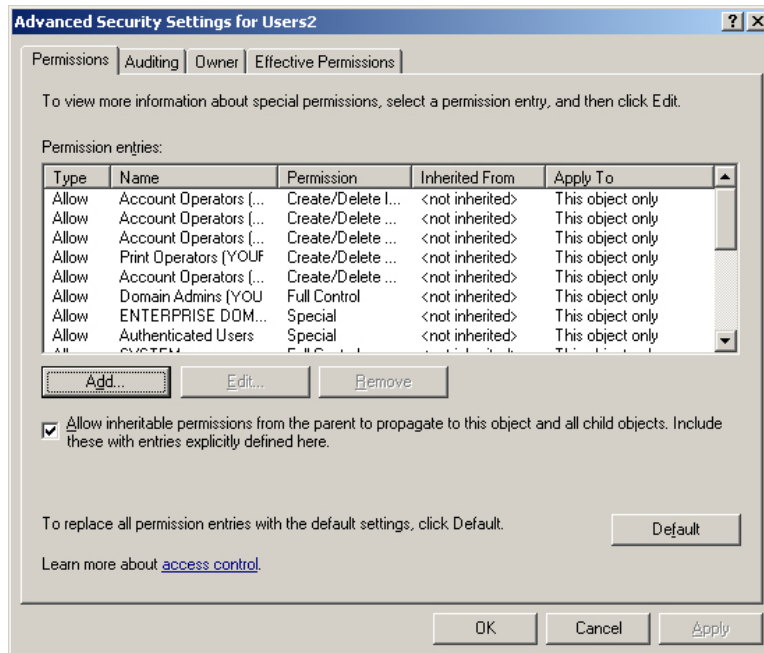 Advanced Security Settings for Users2
Permissions Auditing Owner Effective Permissions
To view more information about special permissions, select a permission entry, and then click Edit.
Permission entries:
Type Name Permission Inherited From Apply To
Allow Account Operators (... Create/Delete I... <not inherited> This object only
Allow Account Operators (... Create/Delete ... <not inherited> This object only
Allow Account Operators (... Create/Delete ... <not inherited> This object only
Allow Print Operators (YOUR Create/Delete ... <not inherited> This object only
Allow Account Operators (... Create/Delete ... <not inherited> This object only
Allow Domain Admins (YOU Full Control <not inherited> This object only
Allow ENTERPRISE DOM... Special <not inherited> This object only
Allow Authenticated Users Special <not inherited> This object only
Add... Edit... Remove
Allow inheritable permissions from the parent to propagate to this object and all child objects. Include
these with entries explicitly defined here.
To replace all permission entries with the default settings, click Default.
Default
Learn more about access control.
OK Cancel Apply